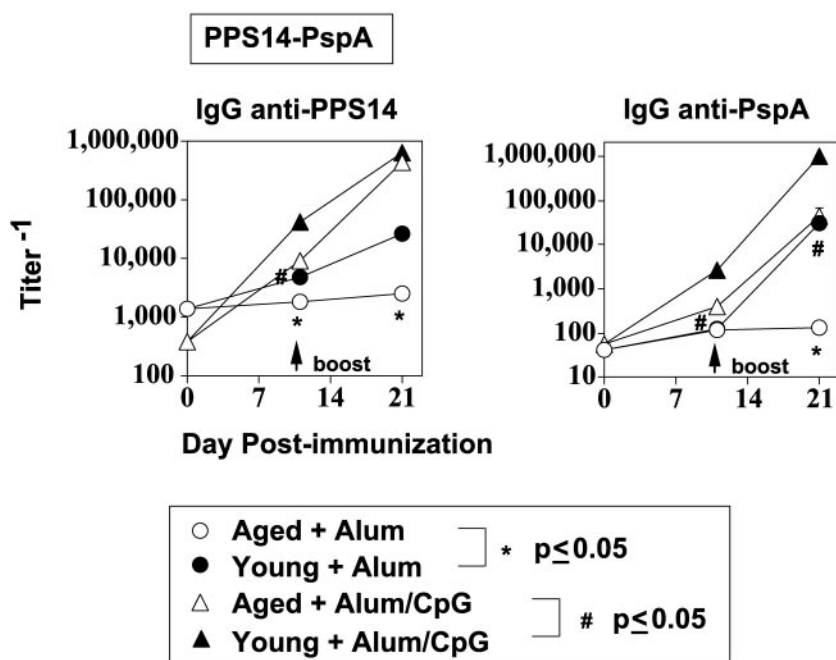 PPS14-PspA
IgG anti-PPS14
IgG anti-PspA
Titer -1
1,000,000
100,000
10,000
1,000
100
#
*
*
boost
0 7 14 21
1,000,000
100,000
10,000
1,000
100
10
#
#
*
boost
0 7 14 21
Day Post-immunization
Aged + Alum
Young + Alum
* p≤0.05
Aged + Alum/CpG
Young + Alum/CpG
# p≤0.05